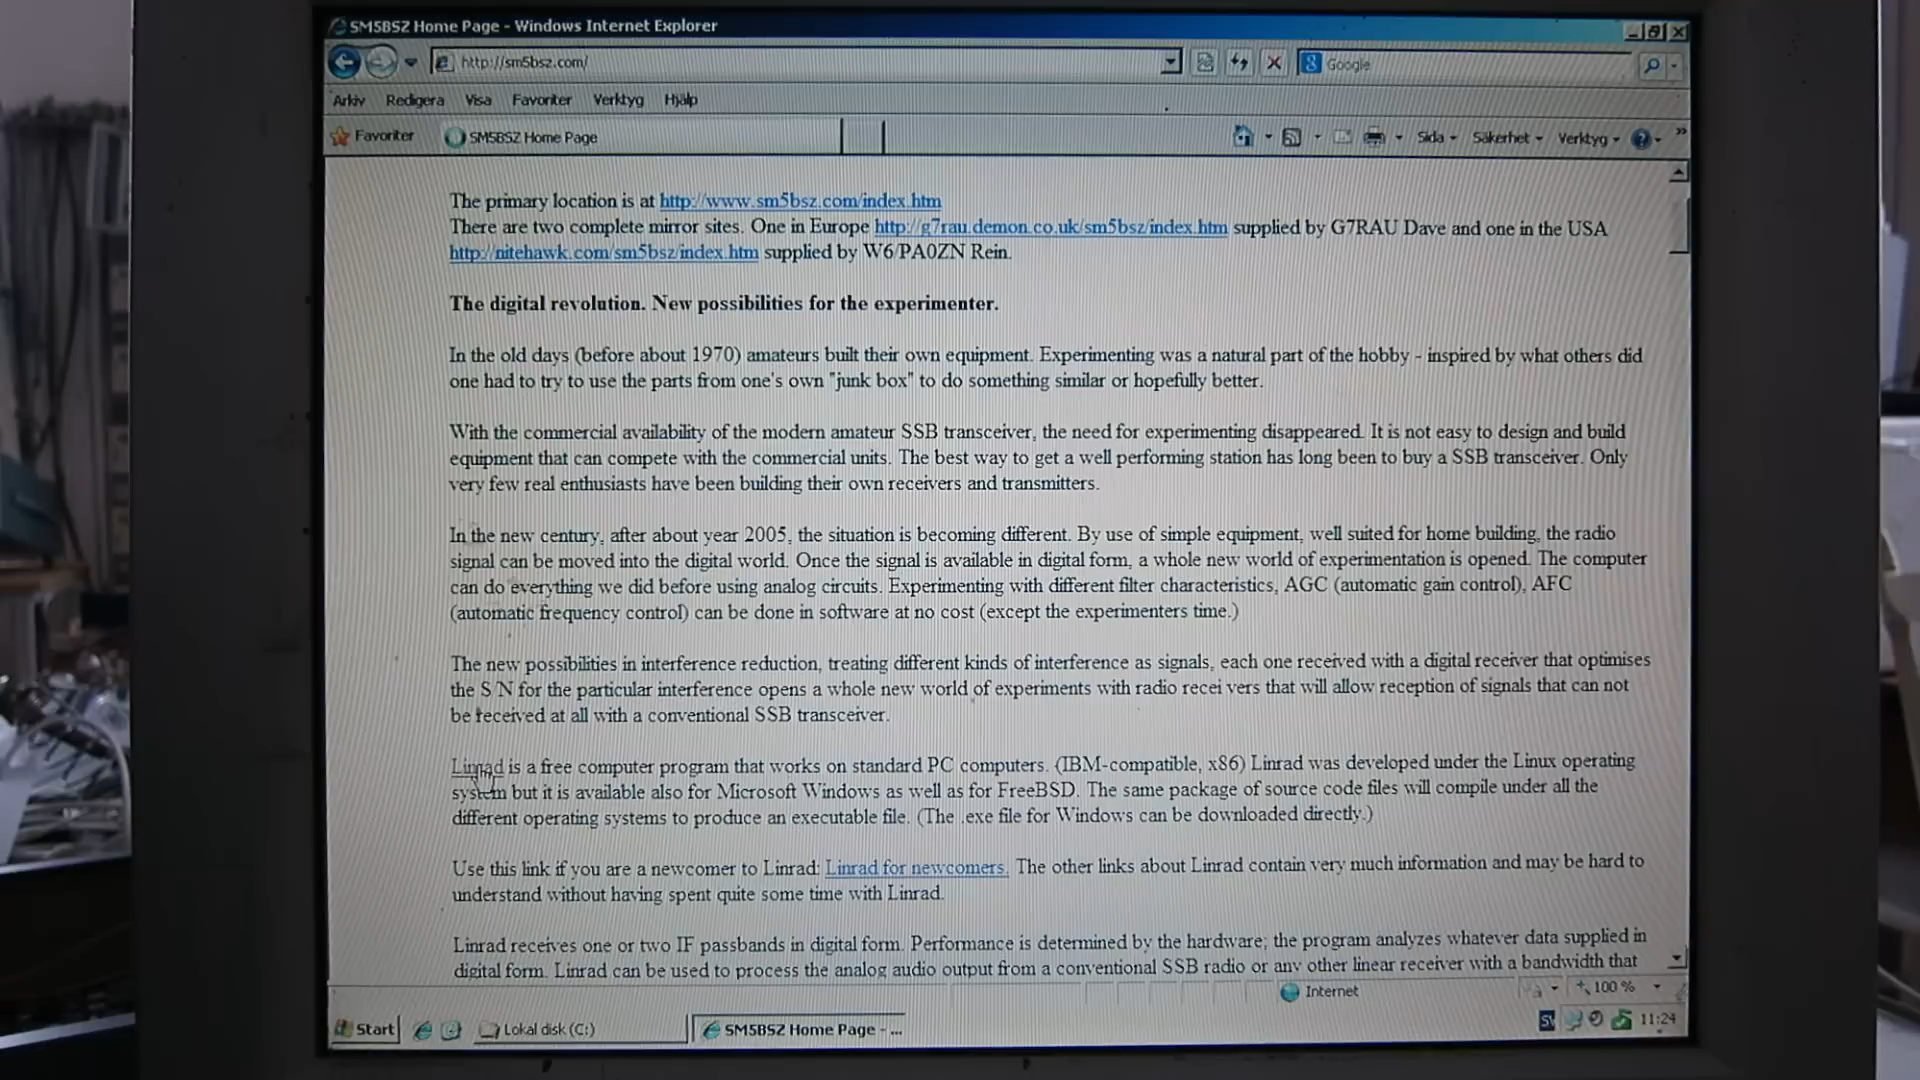 SM5BSZ Home Page - Windows Internet Explorer
http://sm5bsz.com/
Google
Arkiv Redigera Visa Favoriter Verktyg Hjälp
Favoriter SM5BSZ Home Page Sida Säkerhet Verktyg
The primary location is at http://www.sm5bsz.com/index.htm
There are two complete mirror sites. One in Europe http://g7rau.demon.co.uk/sm5bsz/index.htm supplied by G7RAU Dave and one in the USA
http://nitehawk.com/sm5bsz/index.htm supplied by W6/PA0ZN Rein.
The digital revolution. New possibilities for the experimenter.
In the old days (before about 1970) amateurs built their own equipment. Experimenting was a natural part of the hobby - inspired by what others did
one had to try to use the parts from one's own "junk box" to do something similar or hopefully better.
With the commercial availability of the modern amateur SSB transceiver, the need for experimenting disappeared. It is not easy to design and build
equipment that can compete with the commercial units. The best way to get a well performing station has long been to buy a SSB transceiver. Only
very few real enthusiasts have been building their own receivers and transmitters.
In the new century, after about year 2005, the situation is becoming different. By use of simple equipment, well suited for home building, the radio
signal can be moved into the digital world. Once the signal is available in digital form, a whole new world of experimentation is opened. The computer
can do everything we did before using analog circuits. Experimenting with different filter characteristics, AGC (automatic gain control), AFC
(automatic frequency control) can be done in software at no cost (except the experimenters time.)
The new possibilities in interference reduction, treating different kinds of interference as signals, each one received with a digital receiver that optimises
the S/N for the particular interference opens a whole new world of experiments with radio recei vers that will allow reception of signals that can not
be received at all with a conventional SSB transceiver.
Linrad is a free computer program that works on standard PC computers. (IBM-compatible, x86) Linrad was developed under the Linux operating
system but it is available also for Microsoft Windows as well as for FreeBSD. The same package of source code files will compile under all the
different operating systems to produce an executable file. (The .exe file for Windows can be downloaded directly.)
Use this link if you are a newcomer to Linrad: Linrad for newcomers. The other links about Linrad contain very much information and may be hard to
understand without having spent quite some time with Linrad.
Linrad receives one or two IF passbands in digital form. Performance is determined by the hardware; the program analyzes whatever data supplied in
digital form. Linrad can be used to process the analog audio output from a conventional SSB radio or any other linear receiver with a bandwidth that
Internet 100 %
Start Lokal disk (C:) SM5BSZ Home Page - ... SV 11:24